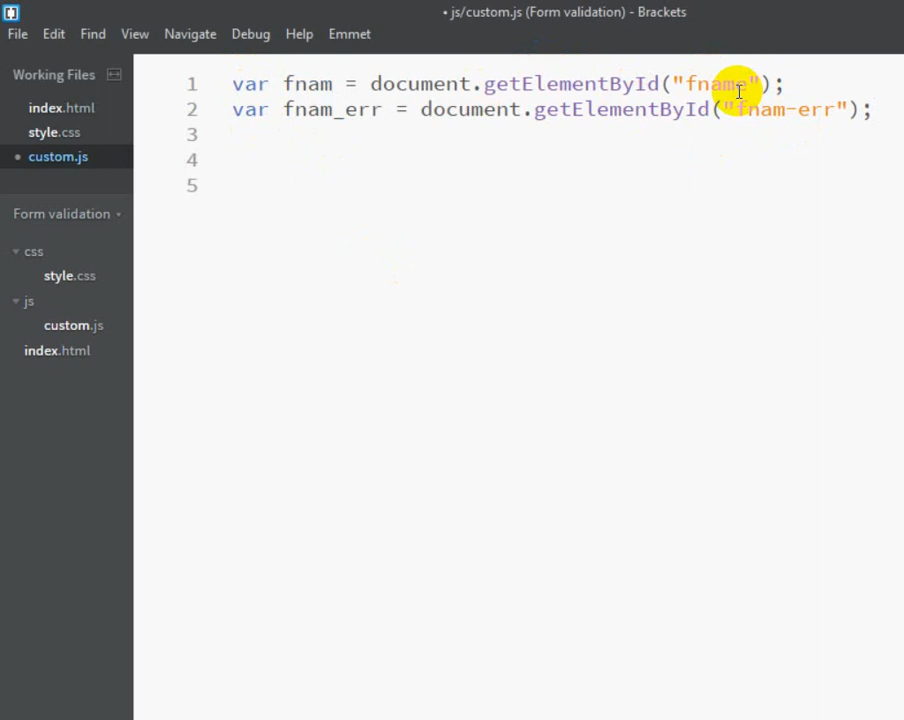 • js/custom.js (Form validation) - Brackets
File Edit Find View Navigate Debug Help Emmet
Working Files
index.html
style.css
• custom.js
Form validation
css
style.css
js
custom.js
index.html
1 var fnam = document.getElementById("fname");
2 var fnam_err = document.getElementById("fnam-err");
3
4
5